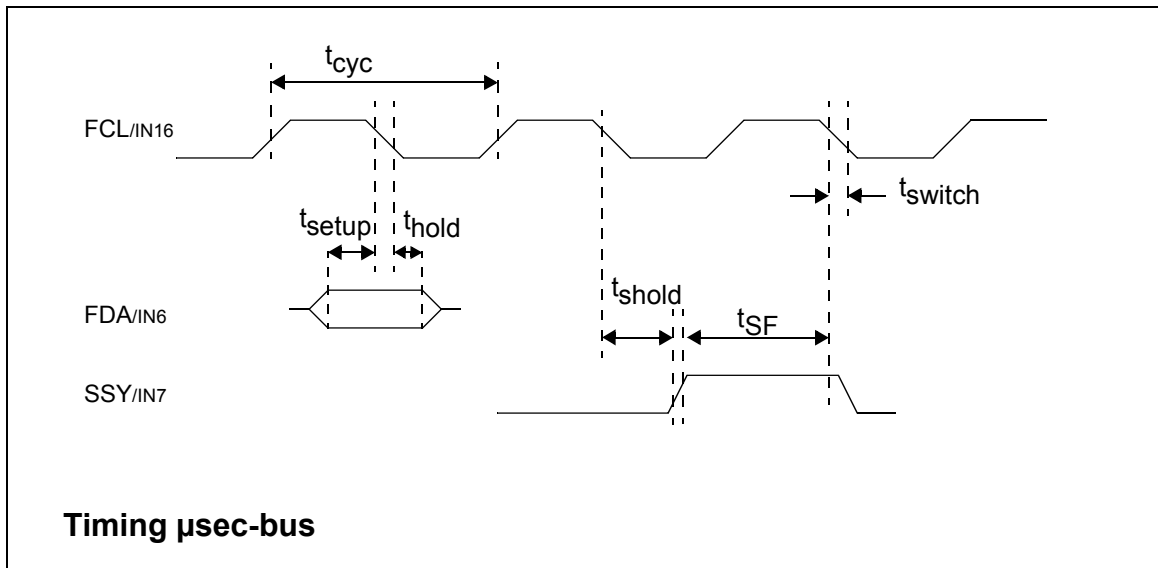 tcyc
FCL/IN16
tswitch
tsetup
thold
tshold
FDA/IN6
tSF
SSY/IN7
Timing µsec-bus